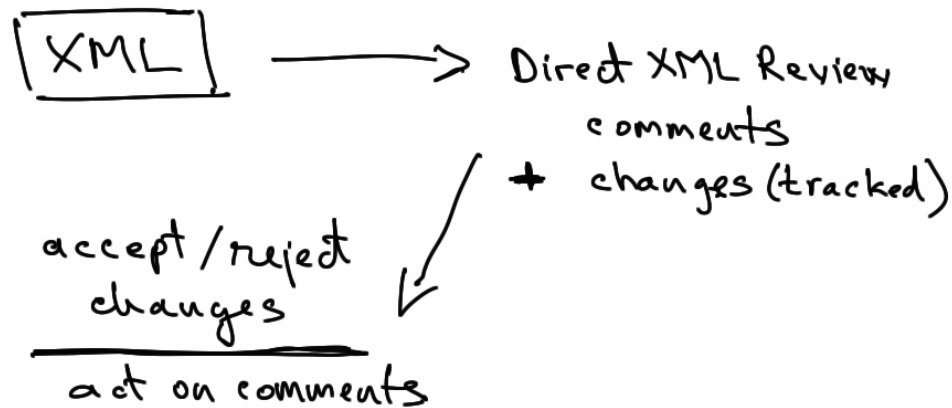 XML
Direct XML Review
comments
+ changes (tracked)
accept/reject
changes
act on comments